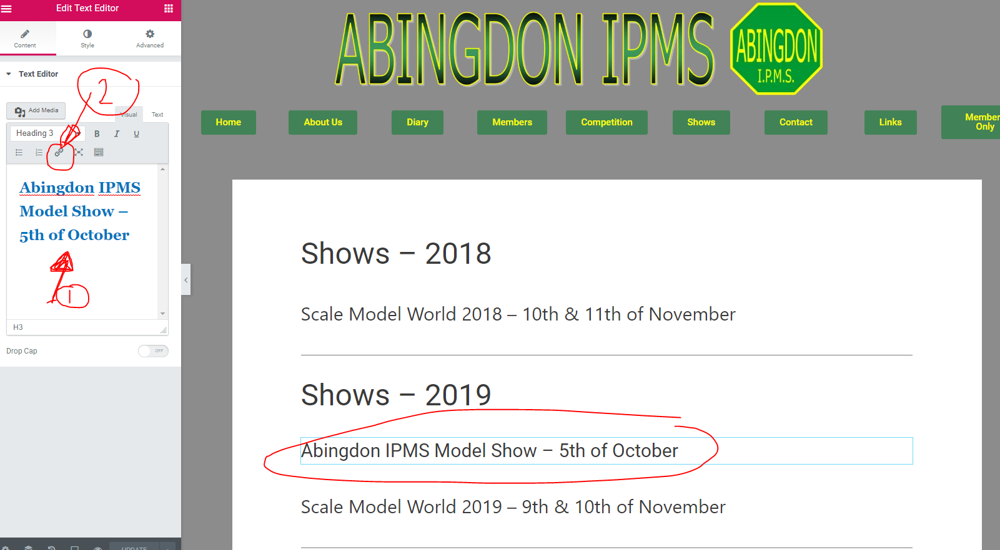 Edit Text Editor
Content
Style
Advanced
Text Editor
2
Add Media
Visual
Text
Heading 3
B
I
U
Abingdon IPMS
Model Show –
5th of October
1
H3
Drop Cap
OFF
UPDATE
ABINGDON IPMS
ABINGDON
I.P.M.S.
Home
About Us
Diary
Members
Competition
Shows
Contact
Links
Member
Only
Shows – 2018
Scale Model World 2018 – 10th & 11th of November
Shows – 2019
Abingdon IPMS Model Show – 5th of October
Scale Model World 2019 – 9th & 10th of November